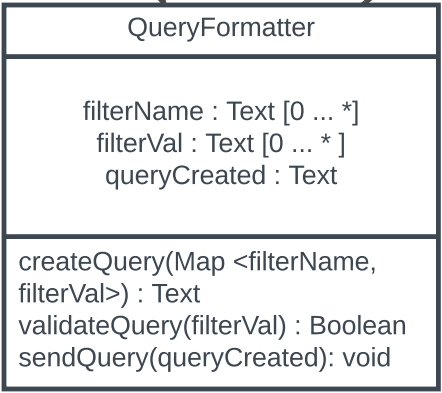 QueryFormatter
filterName : Text [0 ... *]
filterVal : Text [0 ... * ]
queryCreated : Text
createQuery(Map <filterName,
filterVal>) : Text
validateQuery(filterVal) : Boolean
sendQuery(queryCreated): void